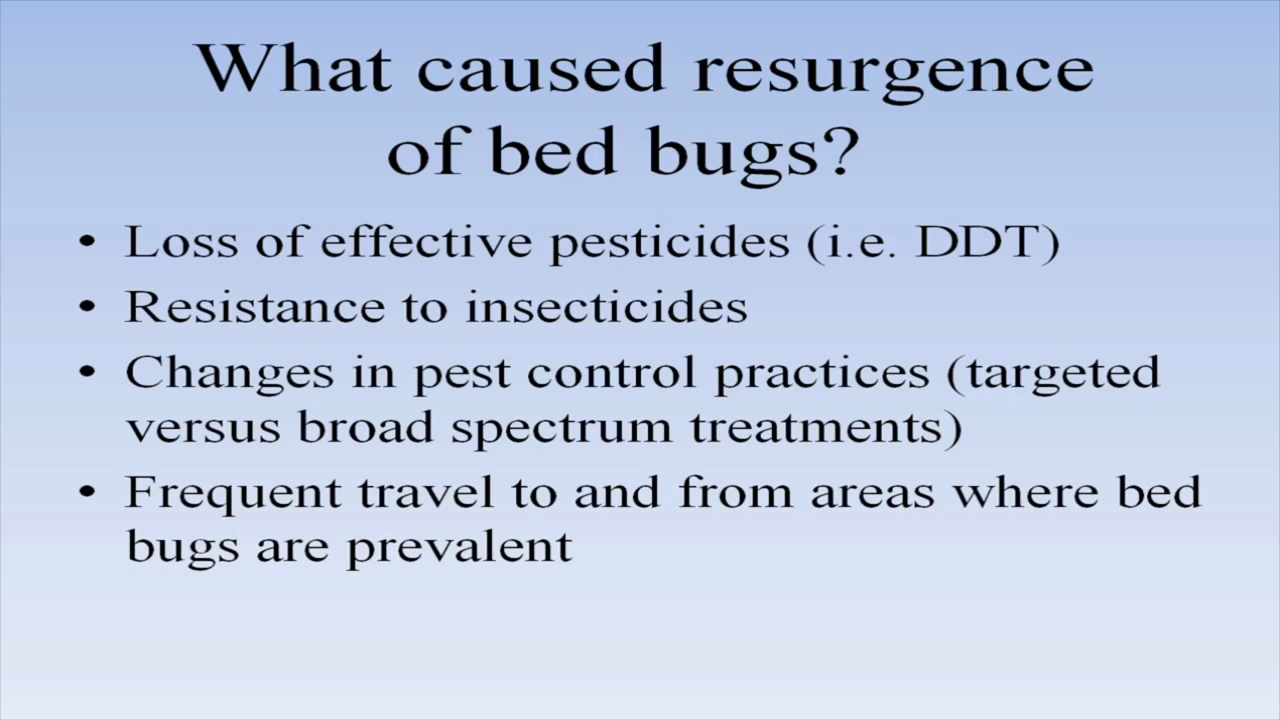 What caused resurgence
of bed bugs?
• Loss of effective pesticides (i.e. DDT)
• Resistance to insecticides
• Changes in pest control practices (targeted
versus broad spectrum treatments)
• Frequent travel to and from areas where bed
bugs are prevalent